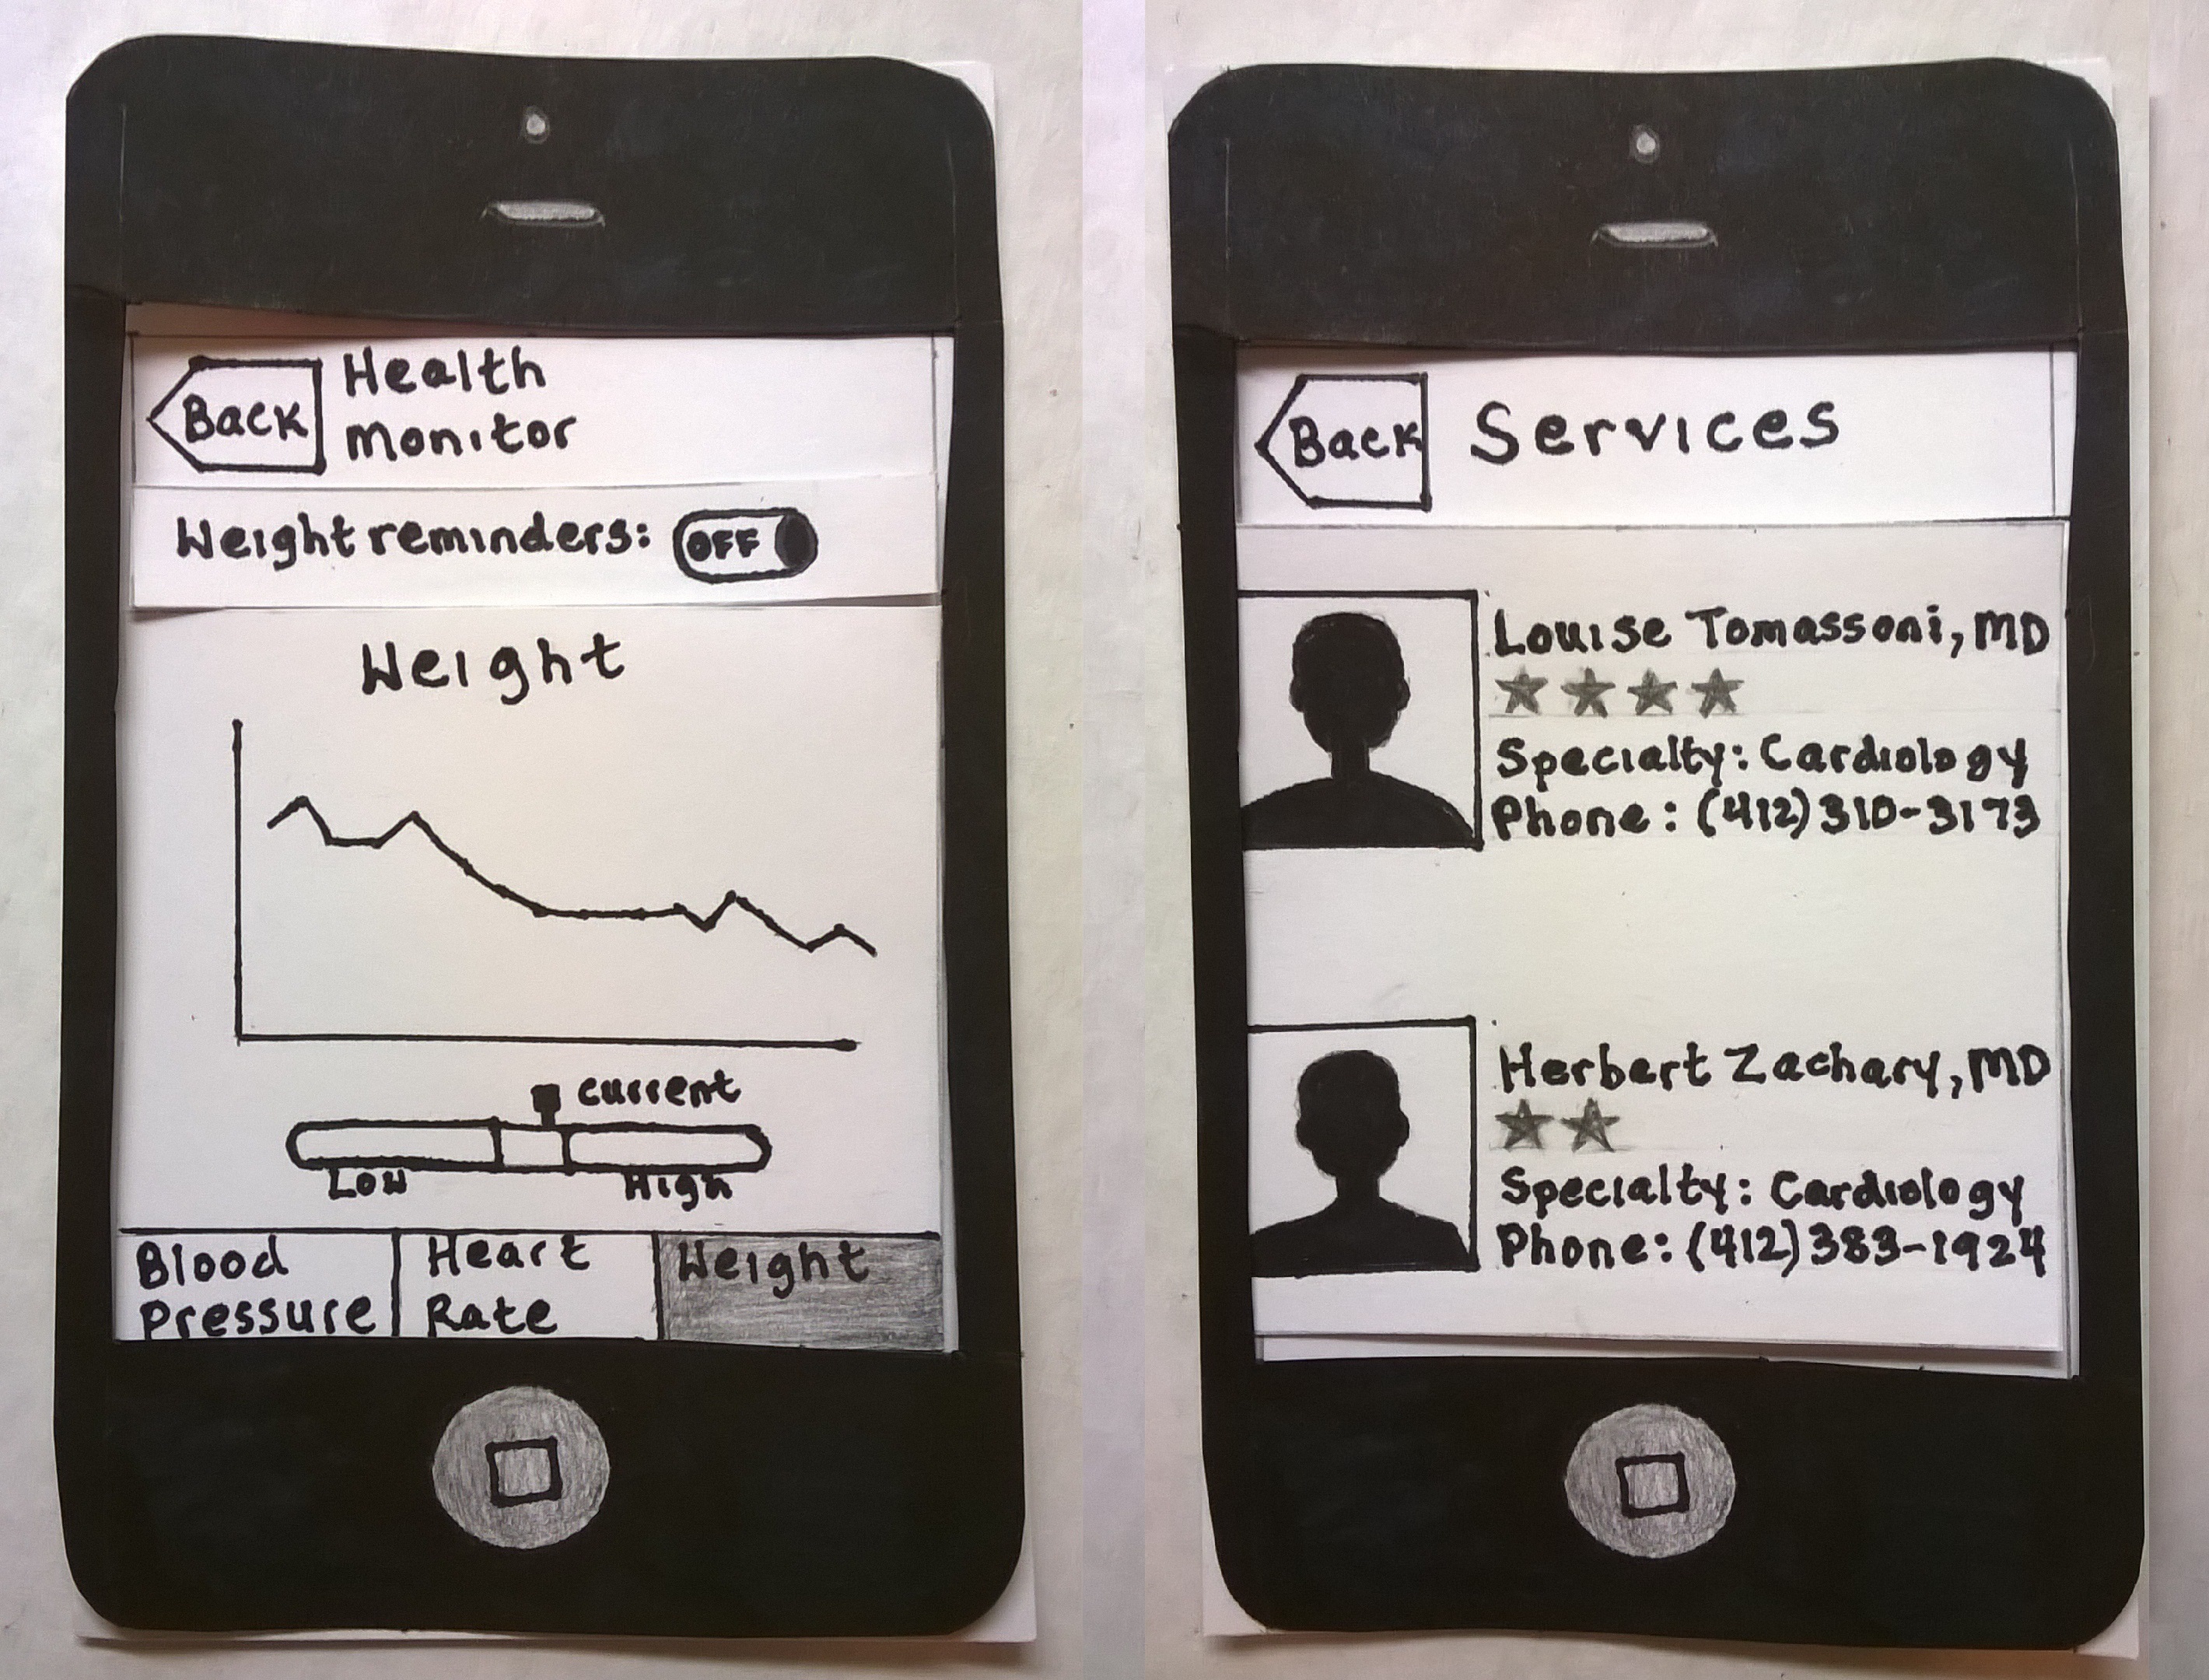 Back
Health
monitor
Weight reminders: OFF
Weight
current
Low
High
Blood
Pressure
Heart
Rate
Weight
Back
Services
Louise Tomassoni, MD
Specialty: Cardiology
Phone: (412) 310-3173
Herbert Zachary, MD
Specialty: Cardiology
Phone: (412) 383-1924